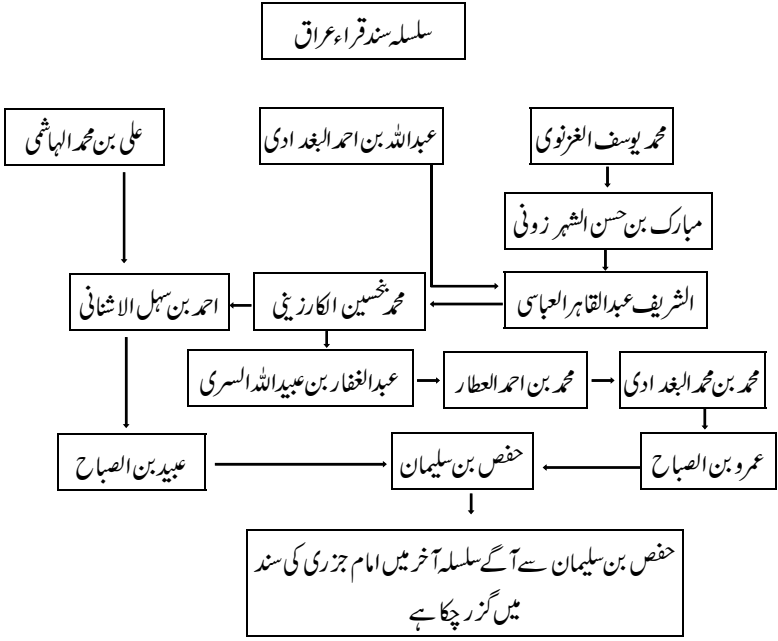 سلسلہ سند قراء عراق
محمد یوسف الغزنوی
عبداللہ بن احمد البغدادی
علی بن محمد الہاشمی
مبارک بن حسن الشہر زونی
الشریف عبدالقاہر العباسی
محمد بنحسین الکارزینی
احمد بن سہل الاشنانی
عبدالغفار بن عبیداللہ السری
محمد بن احمد العطار
محمد بن محمد البغدادی
عمرو بن الصباح
حفص بن سلیمان
عبید بن الصباح
حفص بن سلیمان سے آگے سلسلہ آخر میں امام جزری کی سند
میں گزر چکا ہے